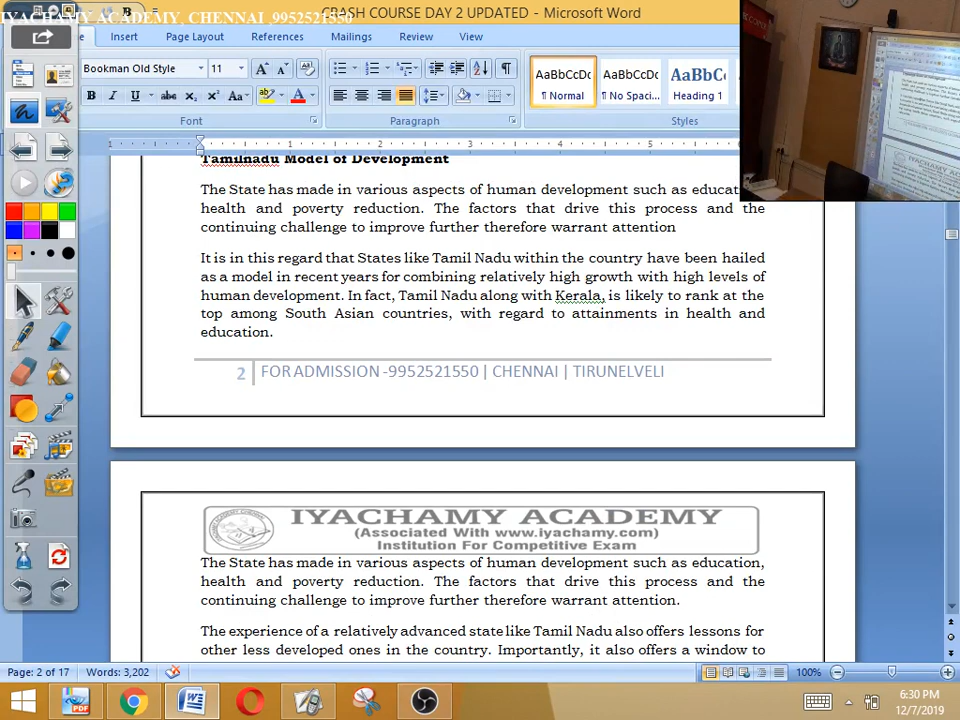 IYACHAMY ACADEMY, CHENNAI ,9952521550
CRASH COURSE DAY 2 UPDATED - Microsoft Word
Insert Page Layout References Mailings Review View
Bookman Old Style 11
AaBbCcDc AaBbCcDc AaBbCc
¶ Normal ¶ No Spaci... Heading 1
Font Paragraph Styles
Tamilnadu Model of Development
The State has made in various aspects of human development such as educat
health and poverty reduction. The factors that drive this process and the
continuing challenge to improve further therefore warrant attention
It is in this regard that States like Tamil Nadu within the country have been hailed
as a model in recent years for combining relatively high growth with high levels of
human development. In fact, Tamil Nadu along with Kerala, is likely to rank at the
top among South Asian countries, with regard to attainments in health and
education.
2 FOR ADMISSION -9952521550 | CHENNAI | TIRUNELVELI
IYACHAMY ACADEMY
(Associated With www.iyachamy.com)
Institution For Competitive Exam
The State has made in various aspects of human development such as education,
health and poverty reduction. The factors that drive this process and the
continuing challenge to improve further therefore warrant attention.
The experience of a relatively advanced state like Tamil Nadu also offers lessons for
other less developed ones in the country. Importantly, it also offers a window to
Page: 2 of 17 Words: 3,202 100%
6:30 PM
12/7/2019